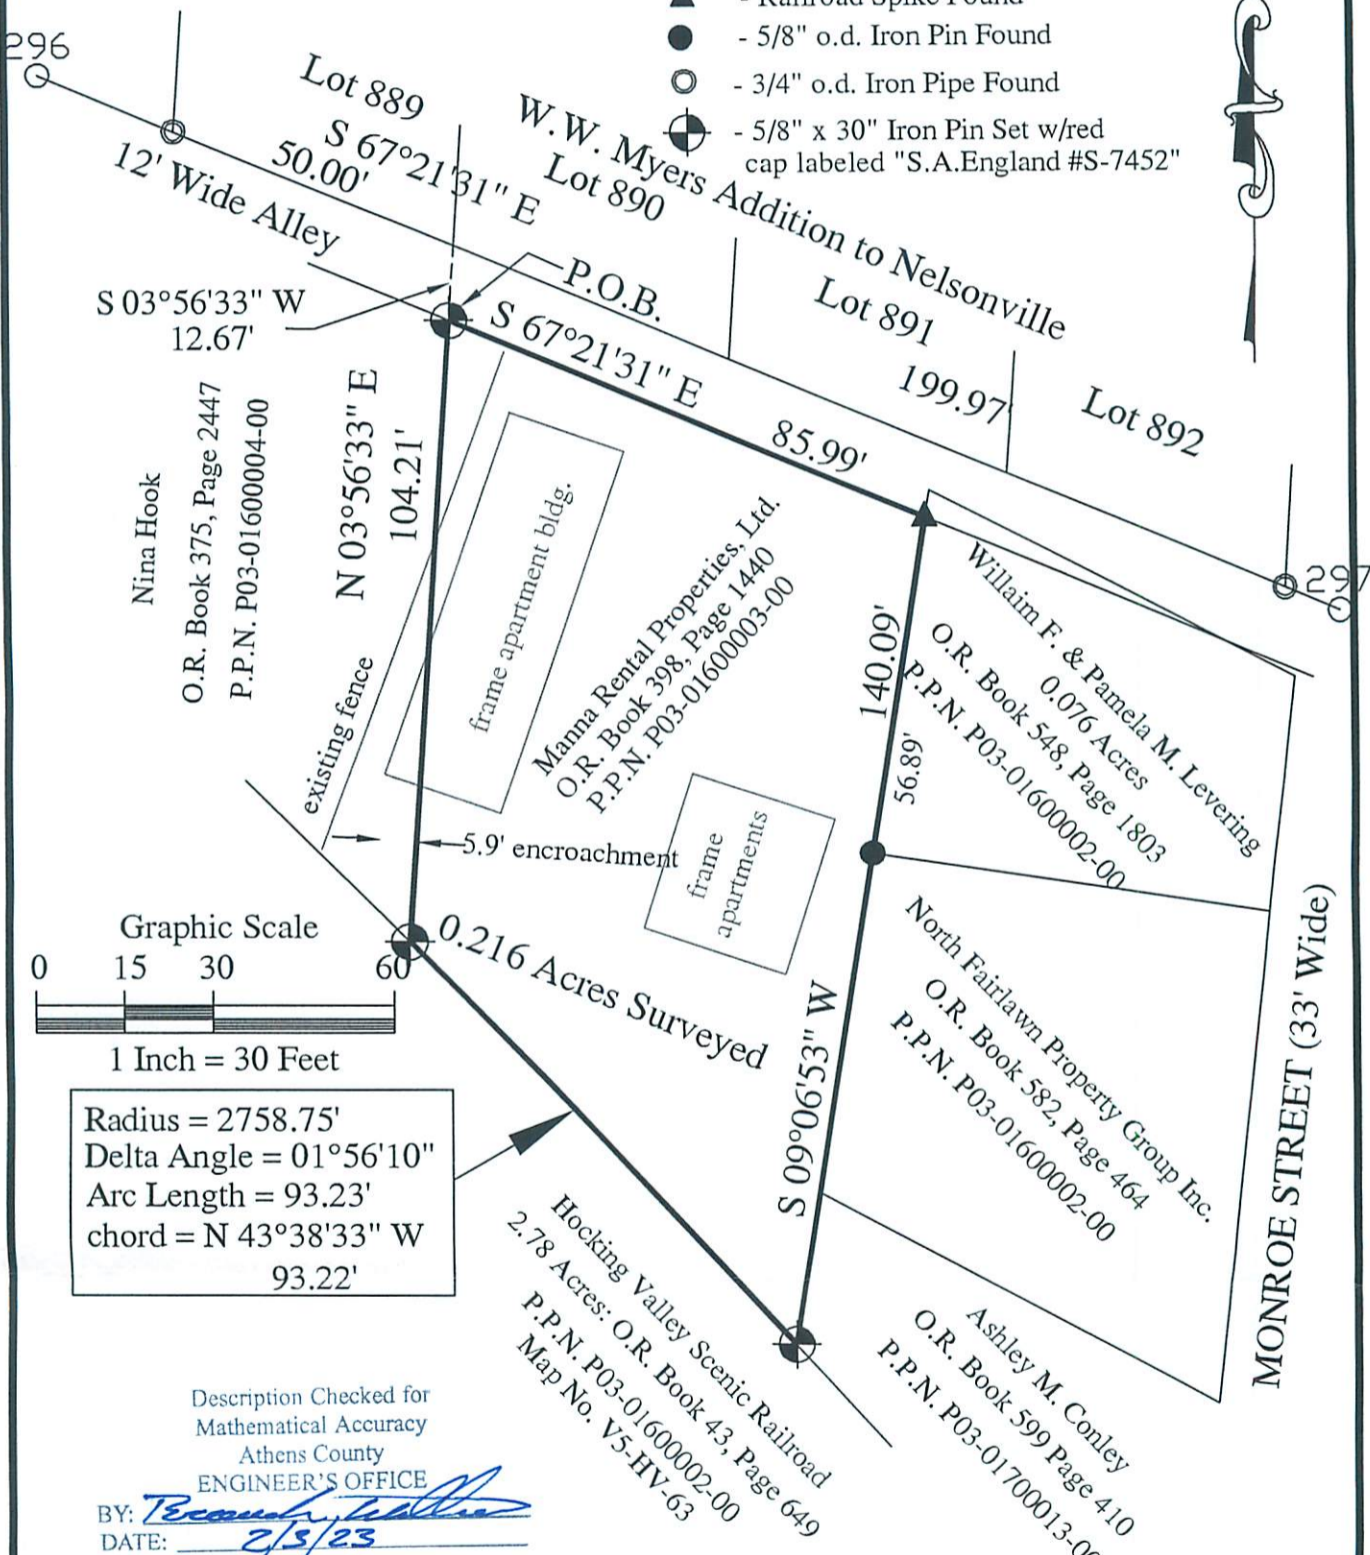 - Railroad Spike Found
- 5/8" o.d. Iron Pin Found
- 3/4" o.d. Iron Pipe Found
- 5/8" x 30" Iron Pin Set w/red
cap labeled "S.A.England #S-7452"
296
Lot 889
S 67°21'31" E
50.00'
12' Wide Alley
W.W. Myers Addition to Nelsonville
Lot 890
Lot 891
199.97'
Lot 892
297
P.O.B.
S 03°56'33" W
12.67'
S 67°21'31" E
85.99'
Nina Hook
O.R. Book 375, Page 2447
P.P.N. P03-01600004-00
N 03°56'33" E
104.21'
existing fence
frame apartment bldg.
Manna Rental Properties, Ltd.
O.R. Book 398, Page 1440
P.P.N. P03-01600003-00
140.09'
56.89'
Willaim F. & Pamela M. Levering
0.076 Acres
O.R. Book 548, Page 1803
P.P.N. P03-01600002-00
5.9' encroachment
frame
apartments
0.216 Acres Surveyed
S 09°06'53" W
North Fairlawn Property Group Inc.
O.R. Book 582, Page 464
P.P.N. P03-01600002-00
MONROE STREET (33' Wide)
Graphic Scale
0 15 30 60
1 Inch = 30 Feet
Radius = 2758.75'
Delta Angle = 01°56'10"
Arc Length = 93.23'
chord = N 43°38'33" W
93.22'
Hocking Valley Scenic Railroad
2.78 Acres: O.R. Book 43, Page 649
P.P.N. P03-01600002-00
Map No. V5-HV-63
Ashley M. Conley
O.R. Book 599 Page 410
P.P.N. P03-01700013-00
Description Checked for
Mathematical Accuracy
Athens County
ENGINEER'S OFFICE
BY:
DATE: 2/3/23